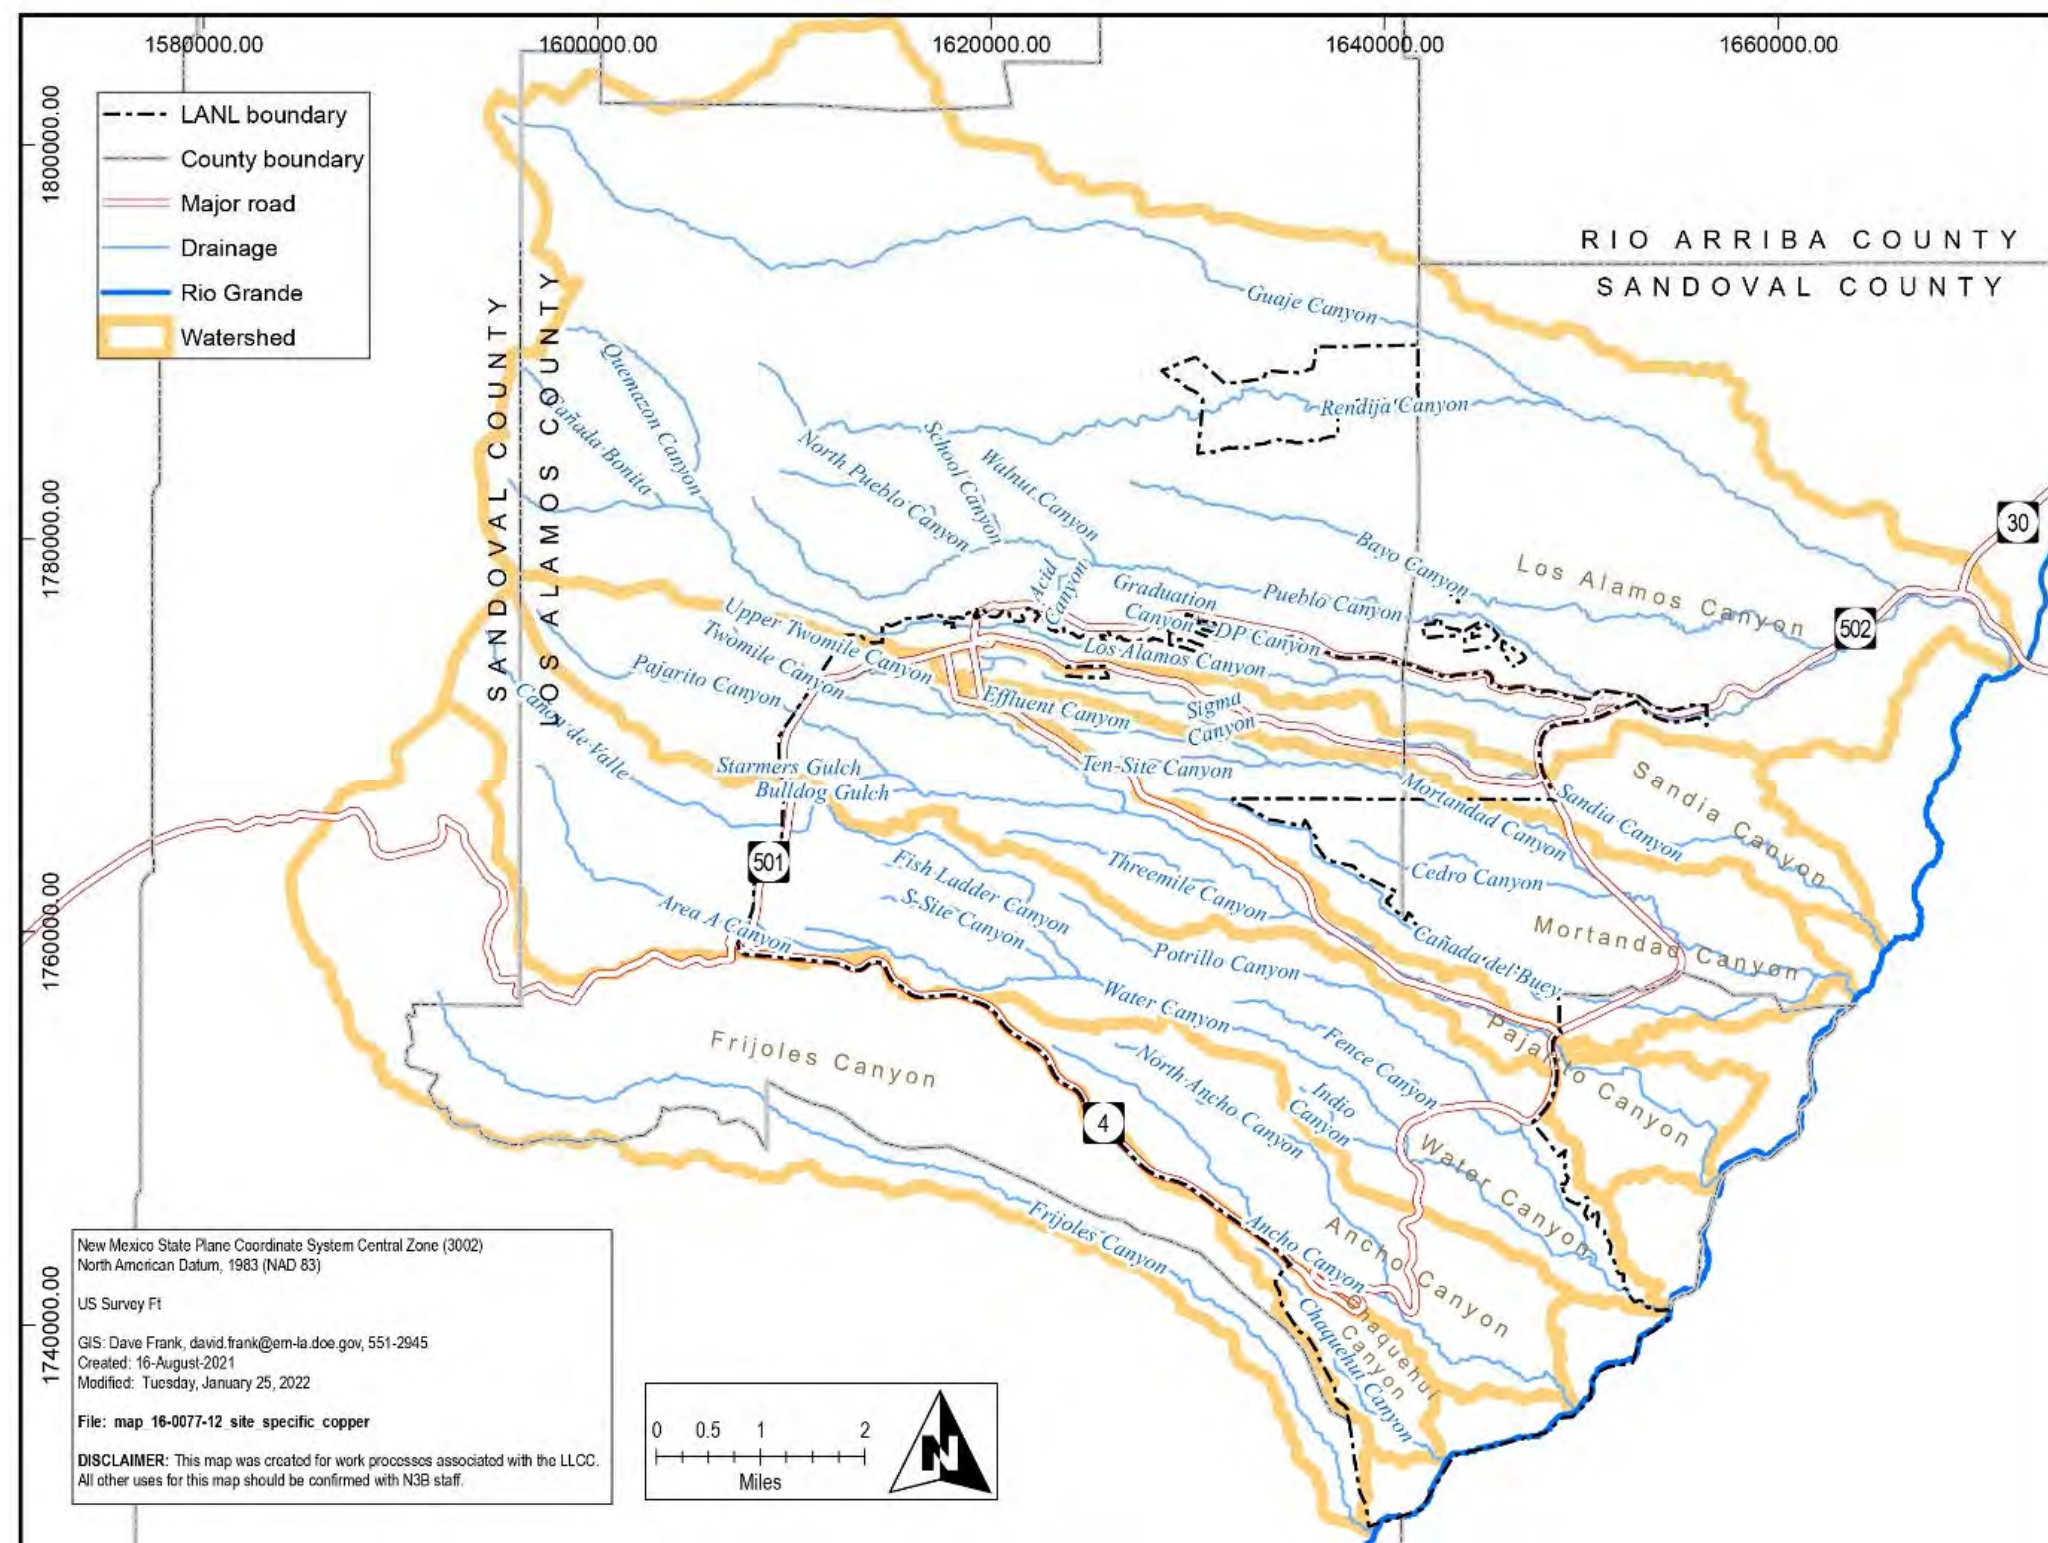 1580000.00
1600000.00
1620000.00
1640000.00
1660000.00
1800000.00
1780000.00
1760000.00
1740000.00
LANL boundary
County boundary
Major road
Drainage
Rio Grande
Watershed
RIO ARRIBA COUNTY
SANDOVAL COUNTY
SANDOVAL COUNTY
LOS ALAMOS COUNTY
Guaje Canyon
Rendija Canyon
Quemazon Canyon
Cañada Bonita
North Pueblo Canyon
School Canyon
Walnut Canyon
Bayo Canyon
Los Alamos Canyon
30
502
Acid
Canyon
Graduation
Canyon
Pueblo Canyon
DP Canyon
Los Alamos Canyon
Upper Twomile Canyon
Twomile Canyon
Pajarito Canyon
Cañon de Valle
Effluent Canyon
Sigma
Canyon
Ten-Site Canyon
Starmers Gulch
Bulldog Gulch
Mortandad Canyon
Sandia Canyon
Sandia Canyon
501
Fish Ladder Canyon
S-Site Canyon
Threemile Canyon
Cedro Canyon
Area A Canyon
Potrillo Canyon
Cañada del Buey
Mortandad Canyon
Water Canyon
Fence Canyon
Pajarito Canyon
Frijoles Canyon
North Ancho Canyon
Indio
Canyon
4
Water Canyon
Frijoles Canyon
Ancho Canyon
Ancho Canyon
Chaquehui Canyon
Chaquehui
Canyon
New Mexico State Plane Coordinate System Central Zone (3002)
North American Datum, 1983 (NAD 83)
US Survey Ft
GIS: Dave Frank, david.frank@em-la.doe.gov, 551-2945
Created: 16-August-2021
Modified: Tuesday, January 25, 2022
File: map_16-0077-12_site_specific_copper
DISCLAIMER: This map was created for work processes associated with the LLCC.
All other uses for this map should be confirmed with N3B staff.
0 0.5 1 2
Miles
N